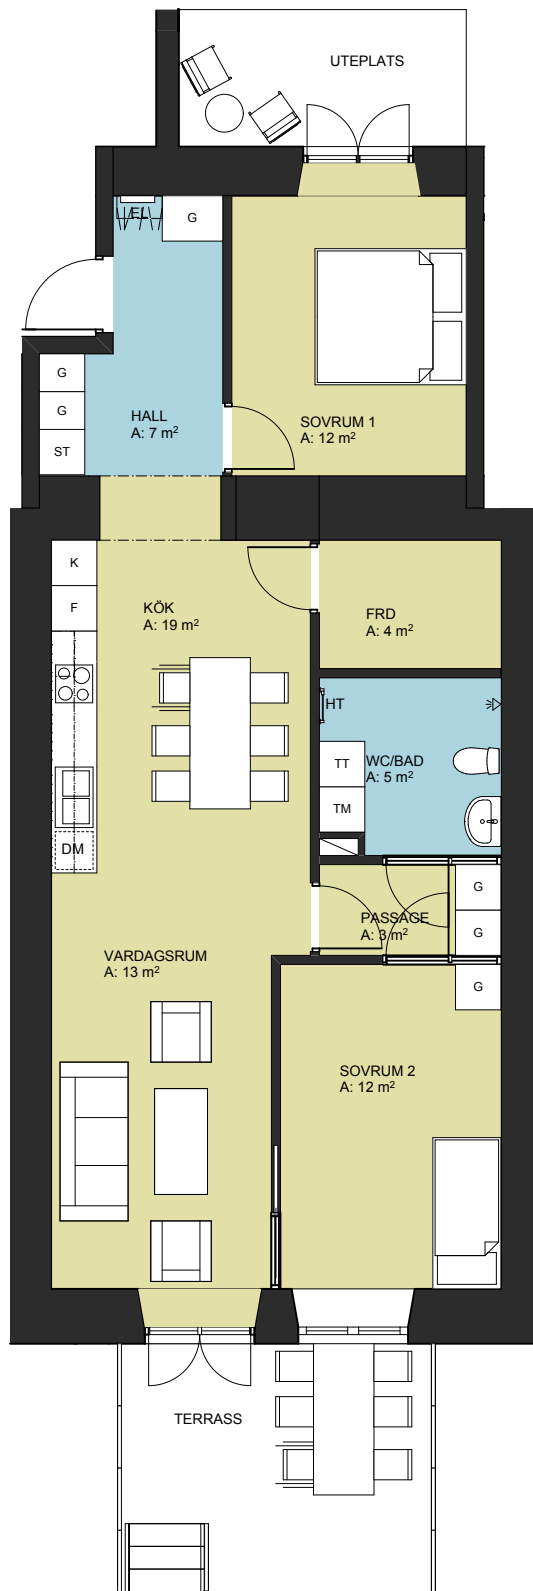 UTEPLATS
EL
G
G
G
ST
HALL
A: 7 m²
SOVRUM 1
A: 12 m²
K
F
KÖK
A: 19 m²
FRD
A: 4 m²
HT
TT
TM
WC/BAD
A: 5 m²
DM
G
G
PASSAGE
A: 3 m²
VARDAGSRUM
A: 13 m²
G
SOVRUM 2
A: 12 m²
TERRASS